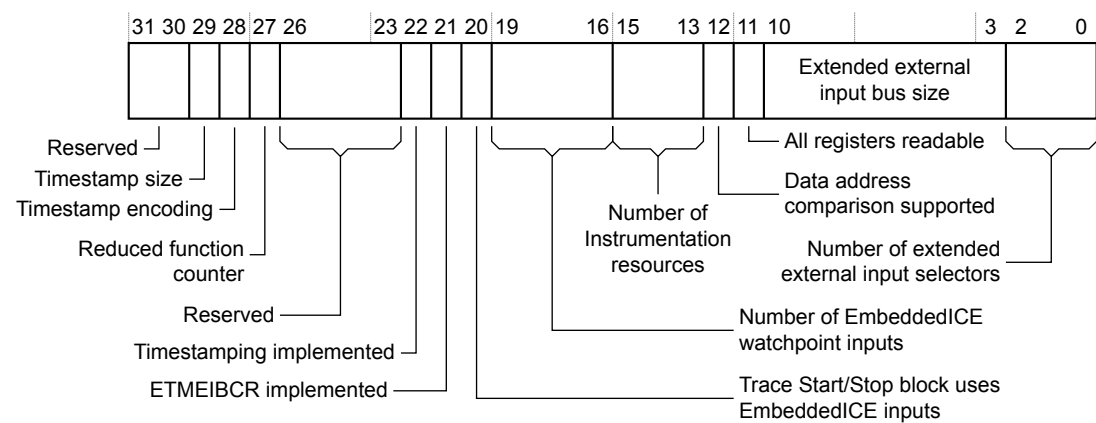 31 30 29 28 27 26 23 22 21 20 19 16 15 13 12 11 10 3 2 0
Extended external
input bus size
Reserved
All registers readable
Timestamp size
Data address
comparison supported
Timestamp encoding
Number of
Instrumentation
resources
Reduced function
counter
Number of extended
external input selectors
Reserved
Number of EmbeddedICE
watchpoint inputs
Timestamping implemented
ETMEIBCR implemented
Trace Start/Stop block uses
EmbeddedICE inputs